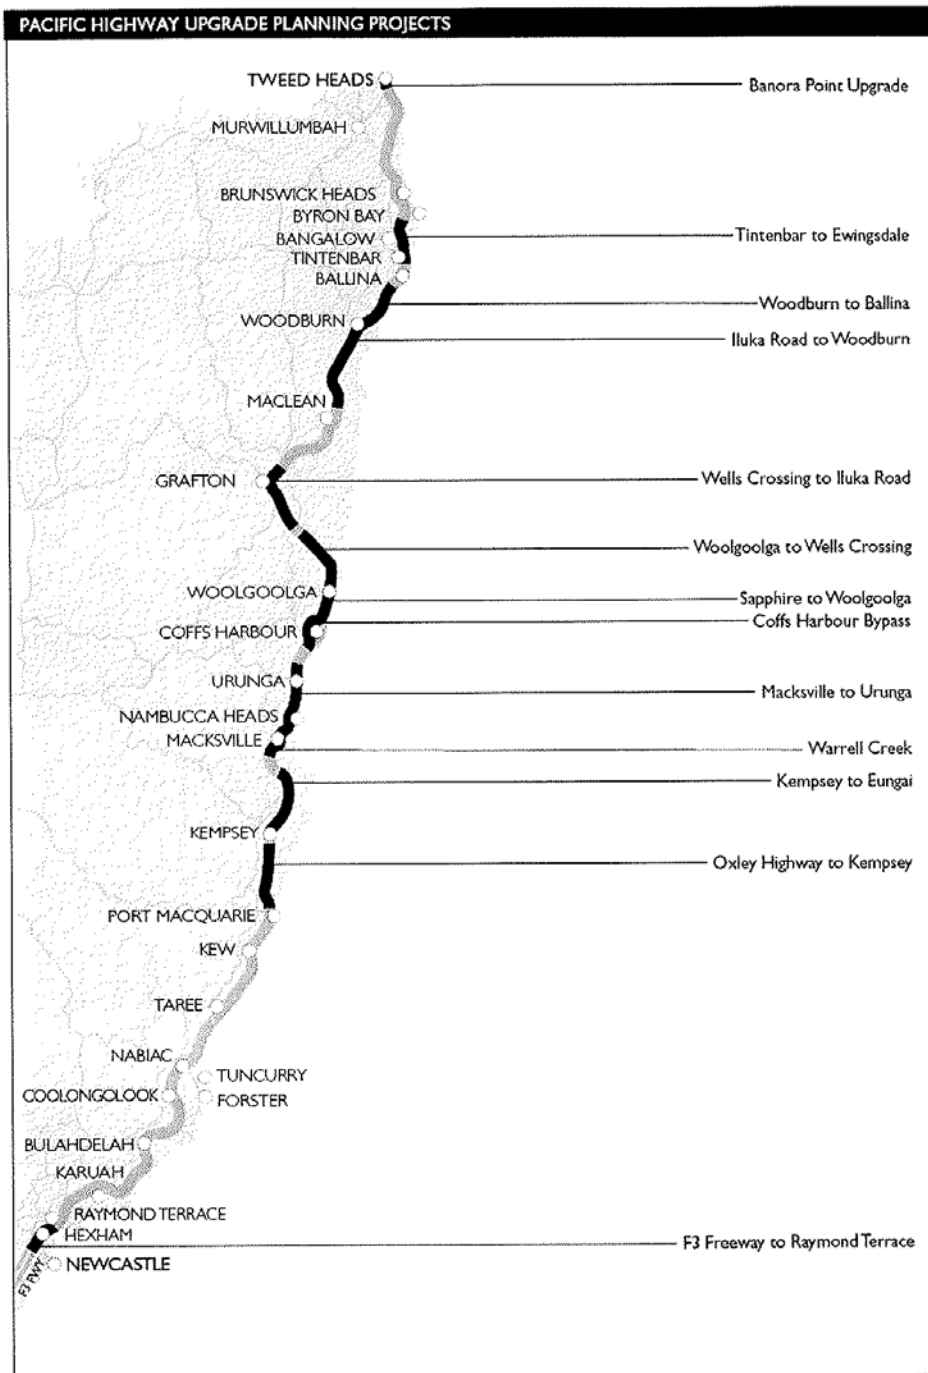 PACIFIC HIGHWAY UPGRADE PLANNING PROJECTS
TWEED HEADS
Banora Point Upgrade
MURWILLUMBAH
BRUNSWICK HEADS
BYRON BAY
BANGALOW
Tintenbar to Ewingsdale
TINTENBAR
BALLINA
Woodburn to Ballina
WOODBURN
Iluka Road to Woodburn
MACLEAN
GRAFTON
Wells Crossing to Iluka Road
Woolgoolga to Wells Crossing
WOOLGOOLGA
Sapphire to Woolgoolga
Coffs Harbour Bypass
COFFS HARBOUR
URUNGA
Macksville to Urunga
NAMBUCCA HEADS
MACKSVILLE
Warrell Creek
Kempsey to Eungai
KEMPSEY
Oxley Highway to Kempsey
PORT MACQUARIE
KEW
TAREE
NABIAC
TUNCURRY
COOLONGOLOOK
FORSTER
BULAHDELAH
KARUAH
RAYMOND TERRACE
HEXHAM
F3 Freeway to Raymond Terrace
NEWCASTLE
F3 FWY